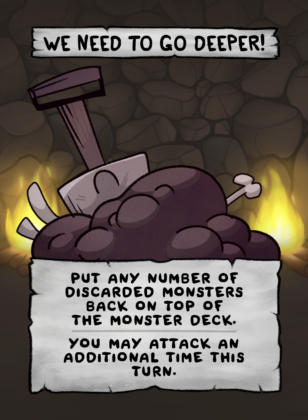 WE NEED TO GO DEEPER!
PUT ANY NUMBER OF
DISCARDED MONSTERS
BACK ON TOP OF
THE MONSTER DECK.
YOU MAY ATTACK AN
ADDITIONAL TIME THIS
TURN.